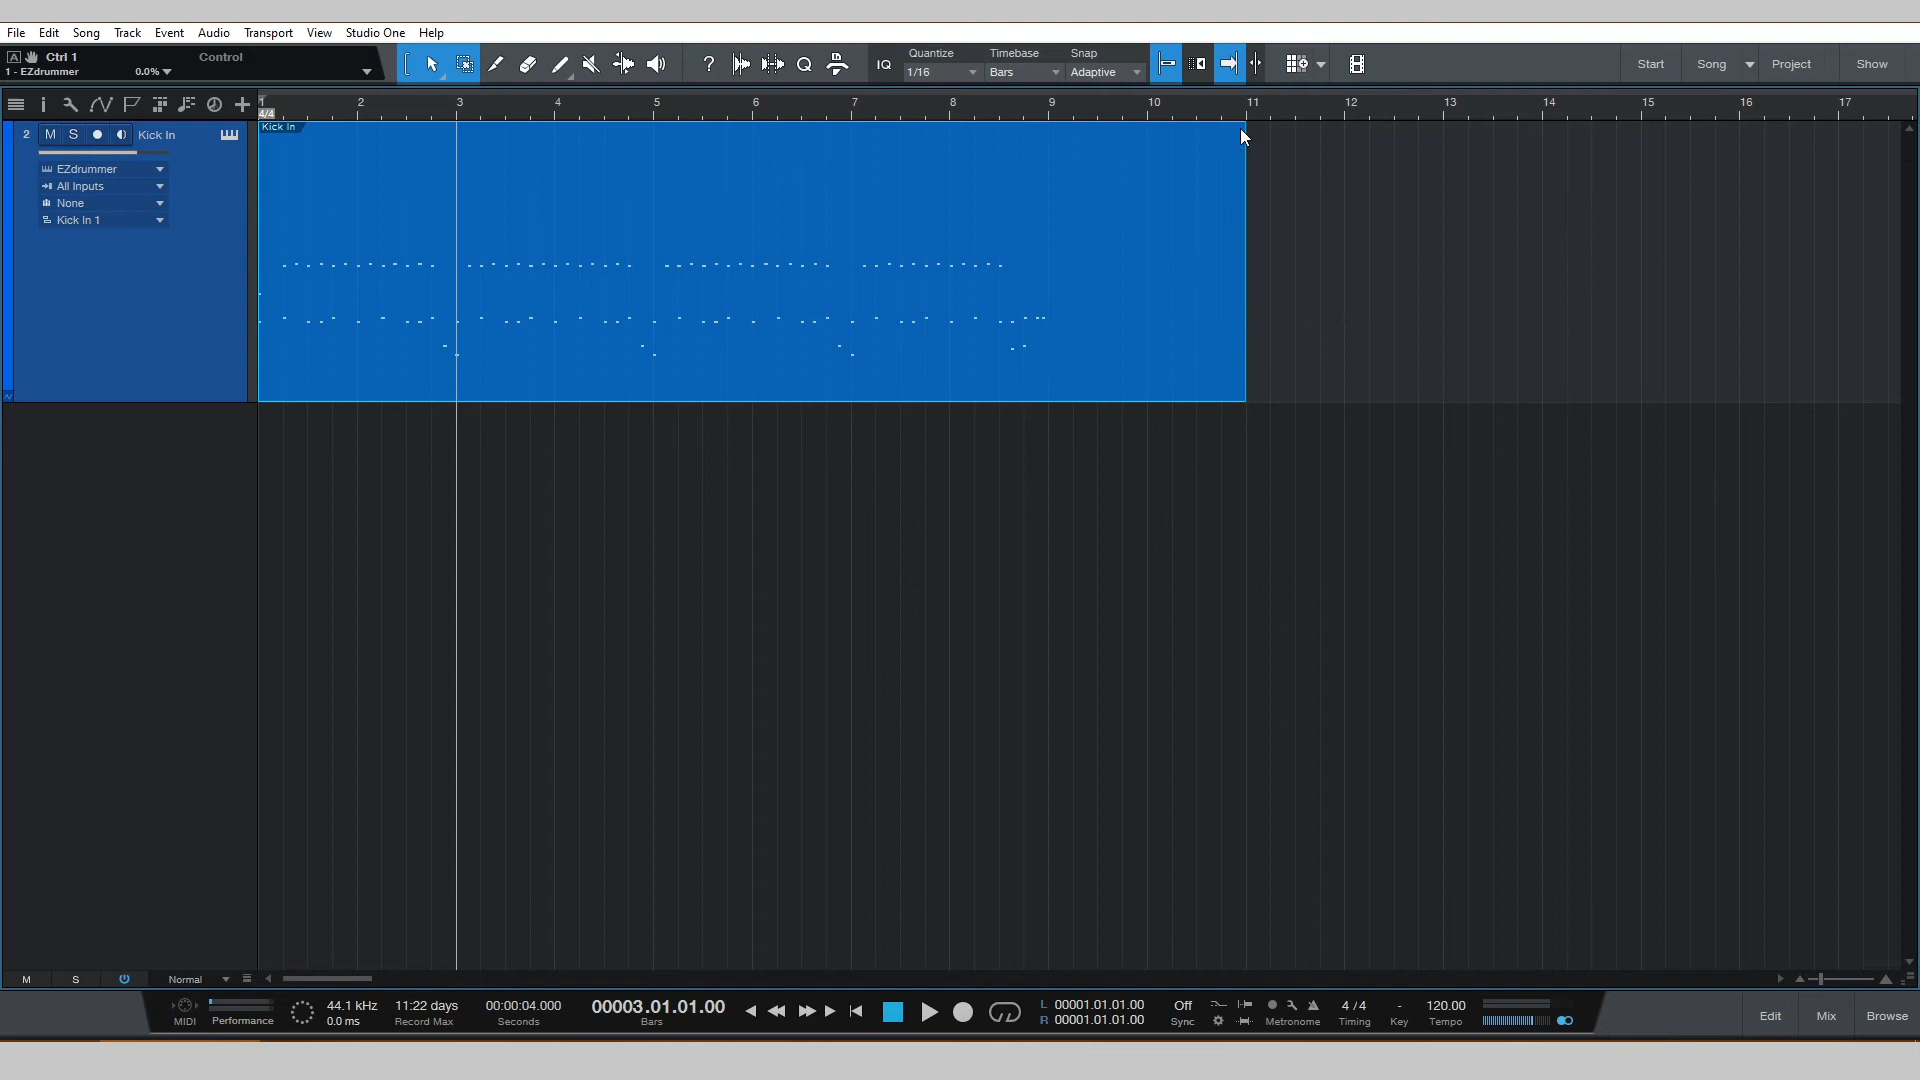 File Edit Song Track Event Audio Transport View Studio One Help
A Ctrl 1 Control
1 - EZdrummer 0.0%
IQ Quantize Timebase Snap
1/16 Bars Adaptive
Start Song Project Show
1 2 3 4 5 6 7 8 9 10 11 12 13 14 15 16 17
4/4
2 M S Kick In
Kick In
EZdrummer
All Inputs
None
Kick In 1
M S Normal
MIDI Performance
44.1 kHz
0.0 ms
11:22 days
Record Max
00:00:04.000
Seconds
00003.01.01.00
Bars
L 00001.01.01.00
R 00001.01.01.00
Off
Sync
Metronome
4 / 4
Timing
-
Key
120.00
Tempo
Edit Mix Browse